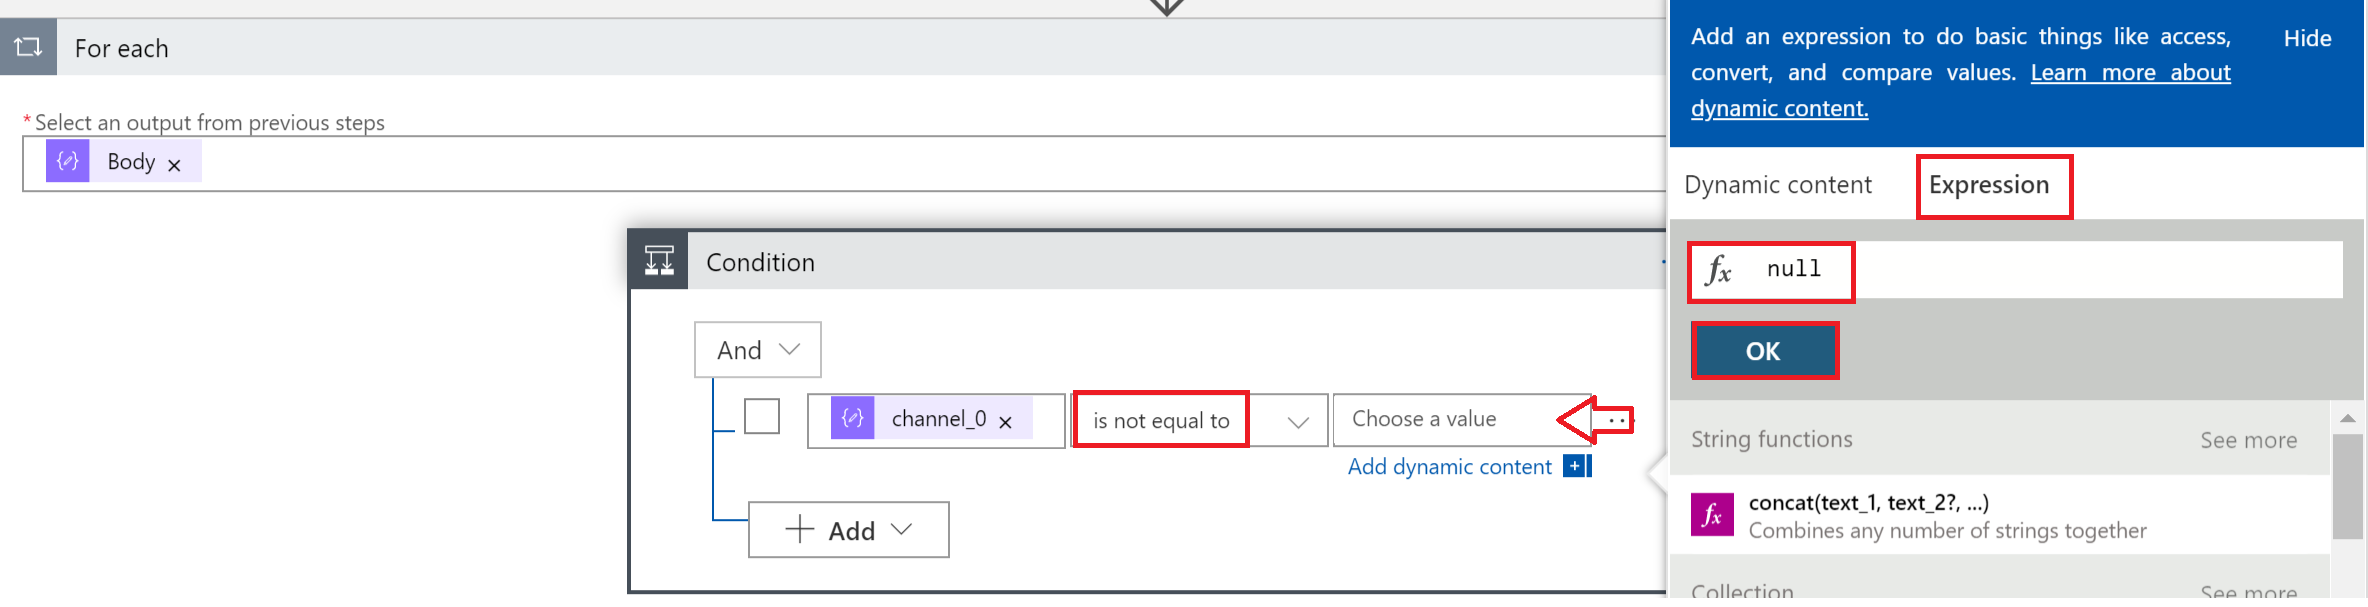 For each
* Select an output from previous steps
Body ×
Condition
And
channel_0 ×
is not equal to
Choose a value
Add dynamic content
Add
Add an expression to do basic things like access,
convert, and compare values. Learn more about
dynamic content.
Hide
Dynamic content
Expression
fx null
OK
String functions
See more
fx
concat(text_1, text_2?, ...)
Combines any number of strings together
Collection
See more